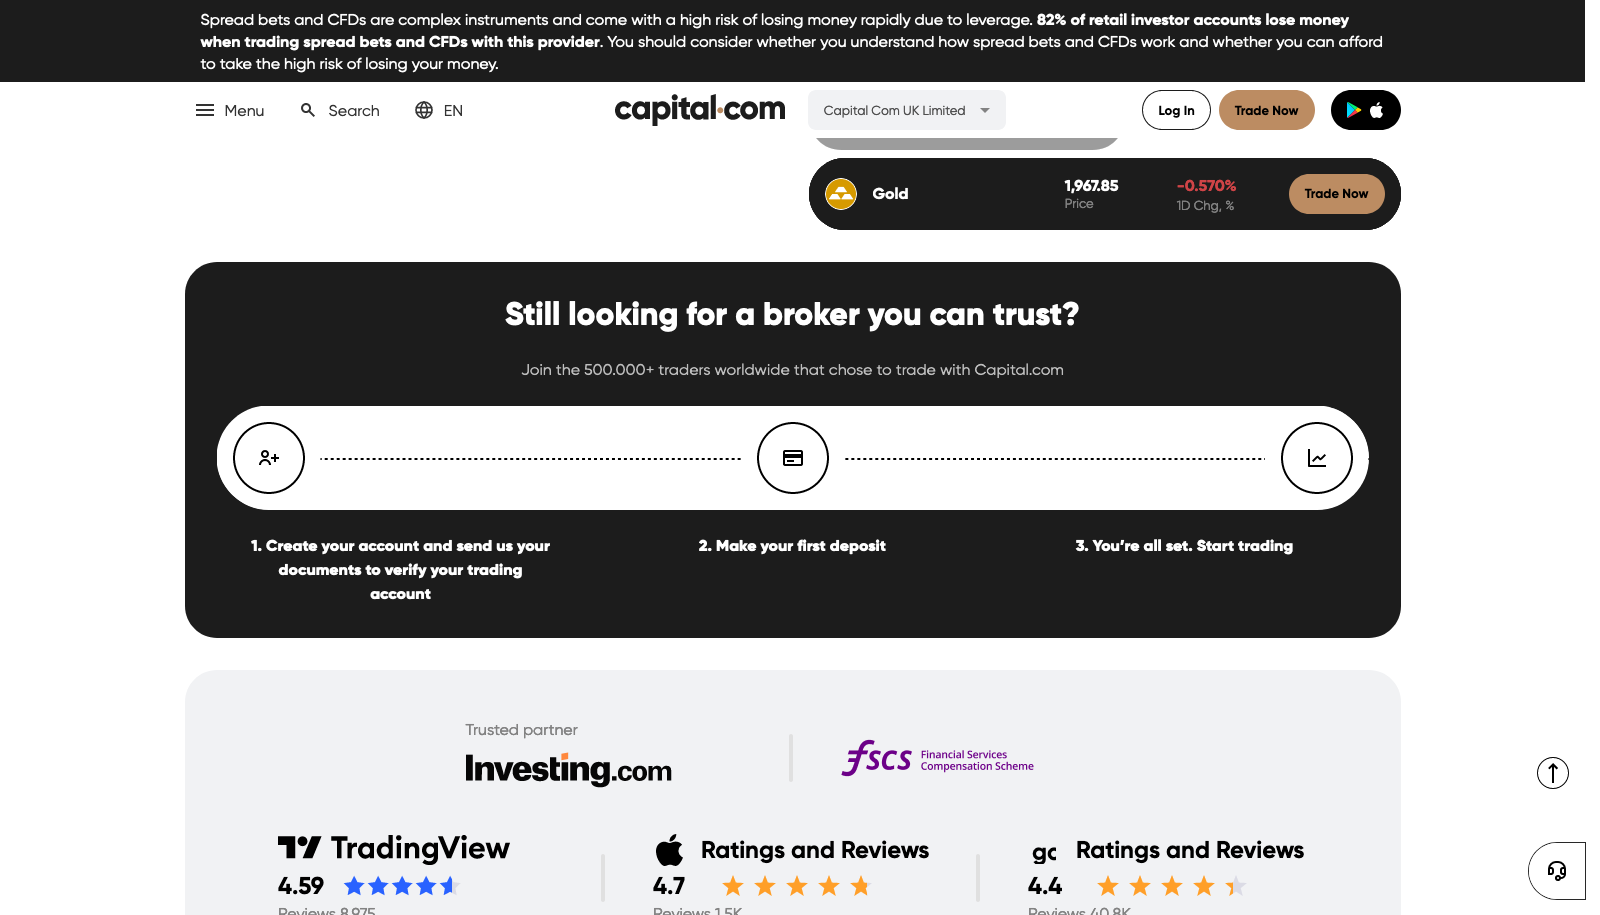 Spread bets and CFDs are complex instruments and come with a high risk of losing money rapidly due to leverage. 82% of retail investor accounts lose money
when trading spread bets and CFDs with this provider. You should consider whether you understand how spread bets and CFDs work and whether you can afford
to take the high risk of losing your money.
Menu Search EN capital.com Capital Com UK Limited Log In Trade Now
Gold 1,967.85 -0.570% Trade Now
Price 1D Chg, %
Still looking for a broker you can trust?
Join the 500.000+ traders worldwide that chose to trade with Capital.com
1. Create your account and send us your
documents to verify your trading
account
2. Make your first deposit
3. You're all set. Start trading
Trusted partner
Investing.com
fscs Financial Services
Compensation Scheme
TradingView
4.59
Reviews 8,975
Ratings and Reviews
4.7
Reviews 1.5K
Ratings and Reviews
4.4
Reviews 40.8K